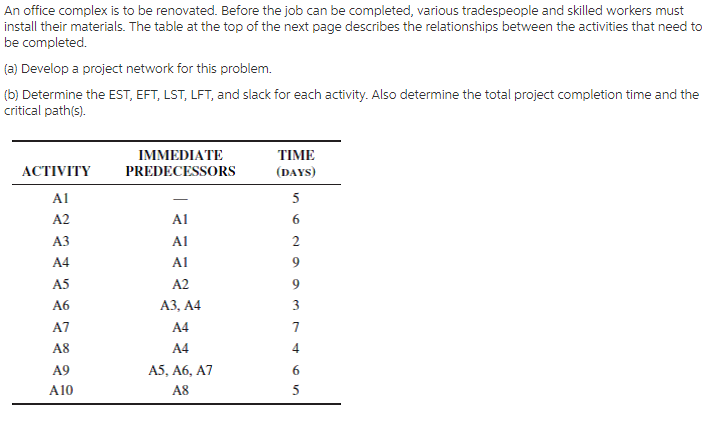 An office complex is to be renovated. Before the job can be completed, various tradespeople and skilled workers must
install their materials. The table at the top of the next page describes the relationships between the activities that need to
be completed.
(a) Develop a project network for this problem.
(b) Determine the EST, EFT, LST, LFT, and slack for each activity. Also determine the total project completion time and the
critical path(s).
IMMEDIATE TIME
ACTIVITY PREDECESSORS (DAYS)
A1 — 5
A2 A1 6
A3 A1 2
A4 A1 9
A5 A2 9
A6 A3, A4 3
A7 A4 7
A8 A4 4
A9 A5, A6, A7 6
A10 A8 5